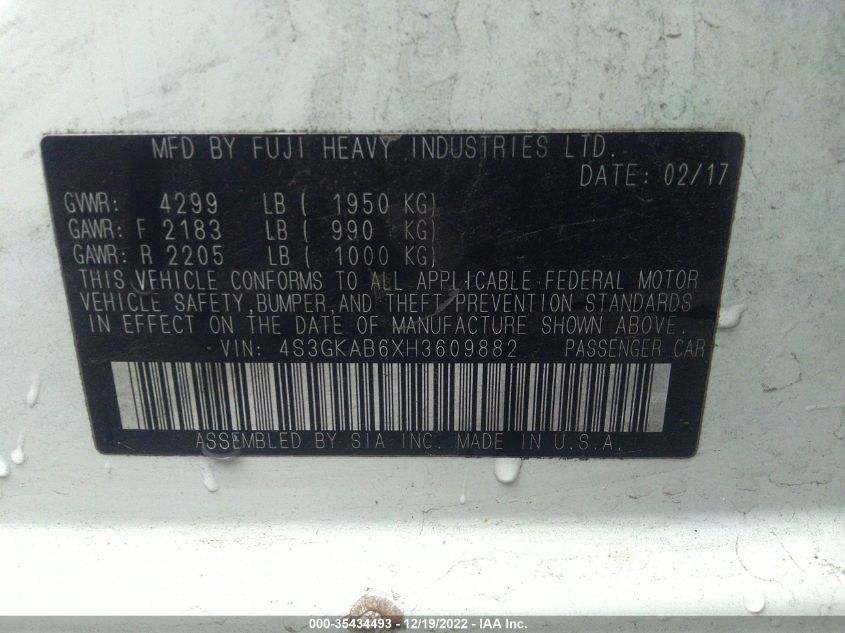 MFD BY FUJI HEAVY INDUSTRIES LTD.
DATE: 02/17
GVWR: 4299 LB ( 1950 KG)
GAWR: F 2183 LB ( 990 KG)
GAWR: R 2205 LB ( 1000 KG)
THIS VEHICLE CONFORMS TO ALL APPLICABLE FEDERAL MOTOR
VEHICLE SAFETY,BUMPER,AND THEFT PREVENTION STANDARDS
IN EFFECT ON THE DATE OF MANUFACTURE SHOWN ABOVE.
VIN: 4S3GKAB6XH3609882 PASSENGER CAR
ASSEMBLED BY SIA INC. MADE IN U.S.A.
000-35434493 - 12/19/2022 - IAA Inc.